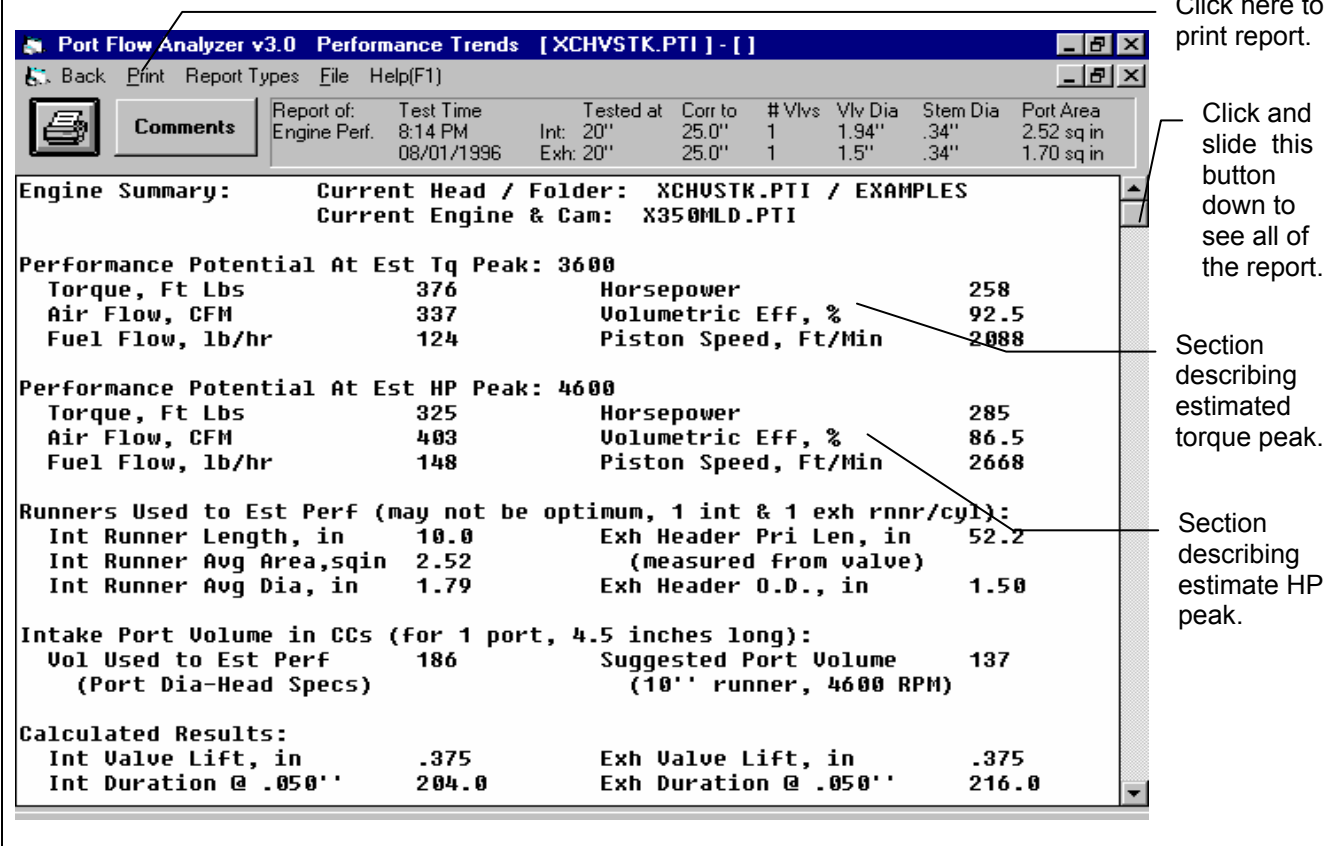 Click here to
print report.
Port Flow Analyzer v3.0 Performance Trends [ XCHVSTK.PTI ] - [ ]
Back Print Report Types File Help(F1)
Comments
Report of: Test Time Tested at Corr to # Vlvs Vlv Dia Stem Dia Port Area
Engine Perf. 8:14 PM Int: 20'' 25.0'' 1 1.94'' .34'' 2.52 sq in
08/01/1996 Exh: 20'' 25.0'' 1 1.5'' .34'' 1.70 sq in
Engine Summary: Current Head / Folder: XCHVSTK.PTI / EXAMPLES
Current Engine & Cam: X350MLD.PTI
Performance Potential At Est Tq Peak: 3600
Torque, Ft Lbs 376 Horsepower 258
Air Flow, CFM 337 Volumetric Eff, % 92.5
Fuel Flow, lb/hr 124 Piston Speed, Ft/Min 2088
Performance Potential At Est HP Peak: 4600
Torque, Ft Lbs 325 Horsepower 285
Air Flow, CFM 403 Volumetric Eff, % 86.5
Fuel Flow, lb/hr 148 Piston Speed, Ft/Min 2668
Runners Used to Est Perf (may not be optimum, 1 int & 1 exh rnnr/cyl):
Int Runner Length, in 10.0 Exh Header Pri Len, in 52.2
Int Runner Avg Area,sqin 2.52 (measured from valve)
Int Runner Avg Dia, in 1.79 Exh Header O.D., in 1.50
Intake Port Volume in CCs (for 1 port, 4.5 inches long):
Vol Used to Est Perf 186 Suggested Port Volume 137
(Port Dia-Head Specs) (10'' runner, 4600 RPM)
Calculated Results:
Int Valve Lift, in .375 Exh Valve Lift, in .375
Int Duration @ .050'' 204.0 Exh Duration @ .050'' 216.0
Click and
slide this
button
down to
see all of
the report.
Section
describing
estimated
torque peak.
Section
describing
estimate HP
peak.